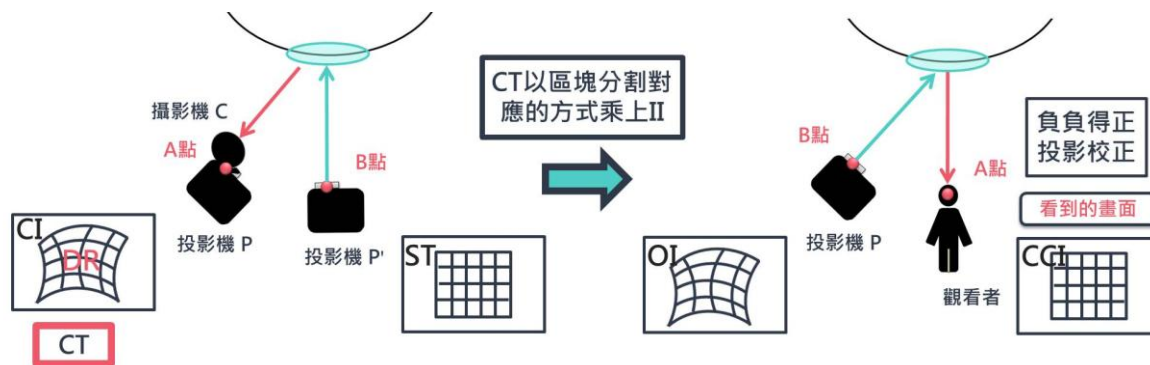 攝影機 C
A點
B點
投影機 P
投影機 P'
CI
DR
CT
ST
CT以區塊分割對
應的方式乘上II
B點
A點
投影機 P
觀看者
OI
負負得正
投影校正
看到的畫面
CCI